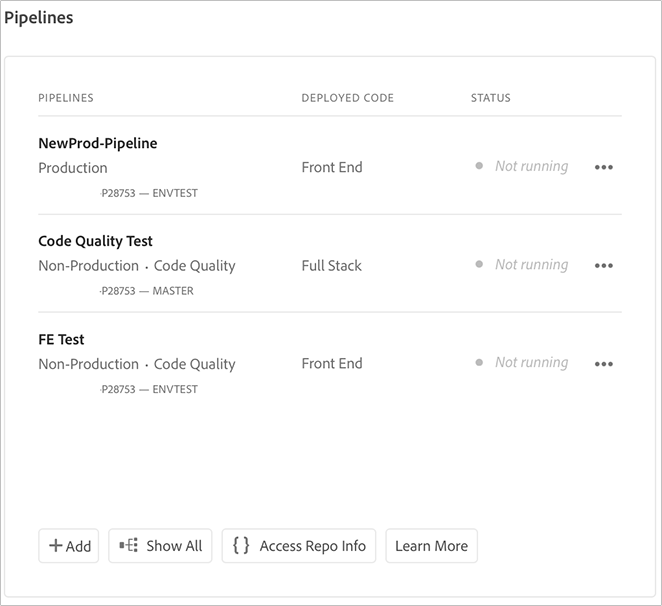 Pipelines
PIPELINES DEPLOYED CODE STATUS
NewProd-Pipeline
Production Front End Not running
-P28753 — ENVTEST
Code Quality Test
Non-Production · Code Quality Full Stack Not running
-P28753 — MASTER
FE Test
Non-Production · Code Quality Front End Not running
-P28753 — ENVTEST
+ Add Show All {} Access Repo Info Learn More